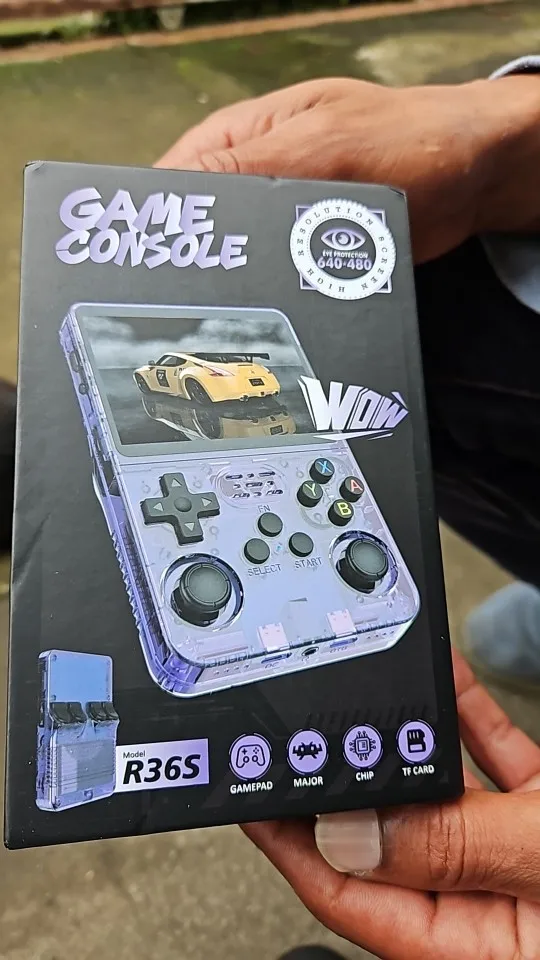 GAME
CONSOLE
HIGH RESOLUTION SCREEN
EYE PROTECTION
640*480
WOW
X
Y
A
B
FN
SELECT
START
Model
R36S
GAMEPAD
MAJOR
CHIP
TF CARD